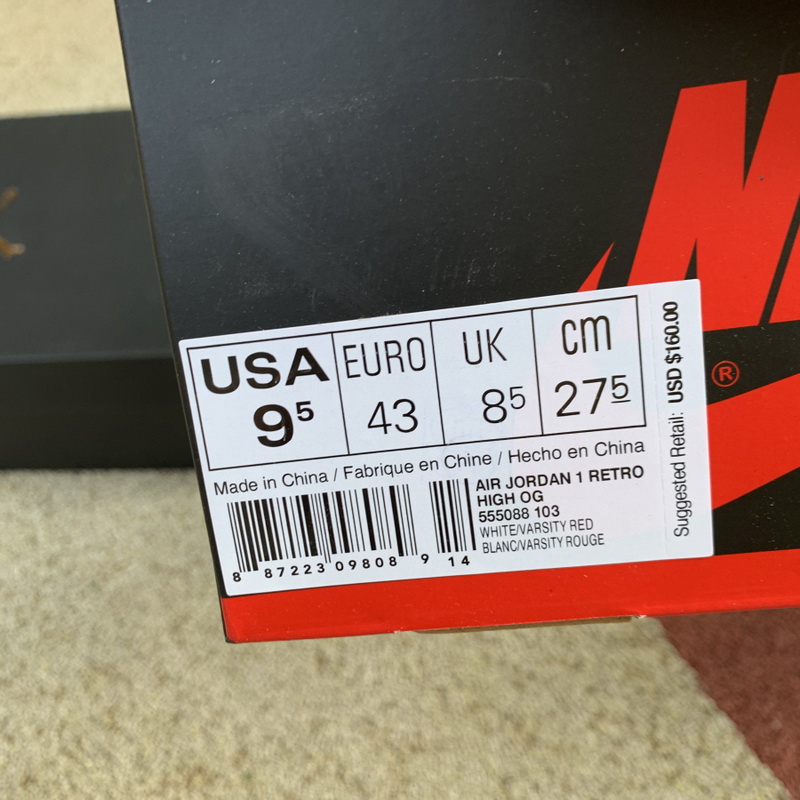 USA EURO UK cm
9⁵ 43 8⁵ 27⁵
Made in China / Fabrique en Chine / Hecho en China
AIR JORDAN 1 RETRO
HIGH OG
555088 103
WHITE/VARSITY RED
BLANC/VARSITY ROUGE
8 87223 09808 9 14
Suggested Retail: USD $160.00
®